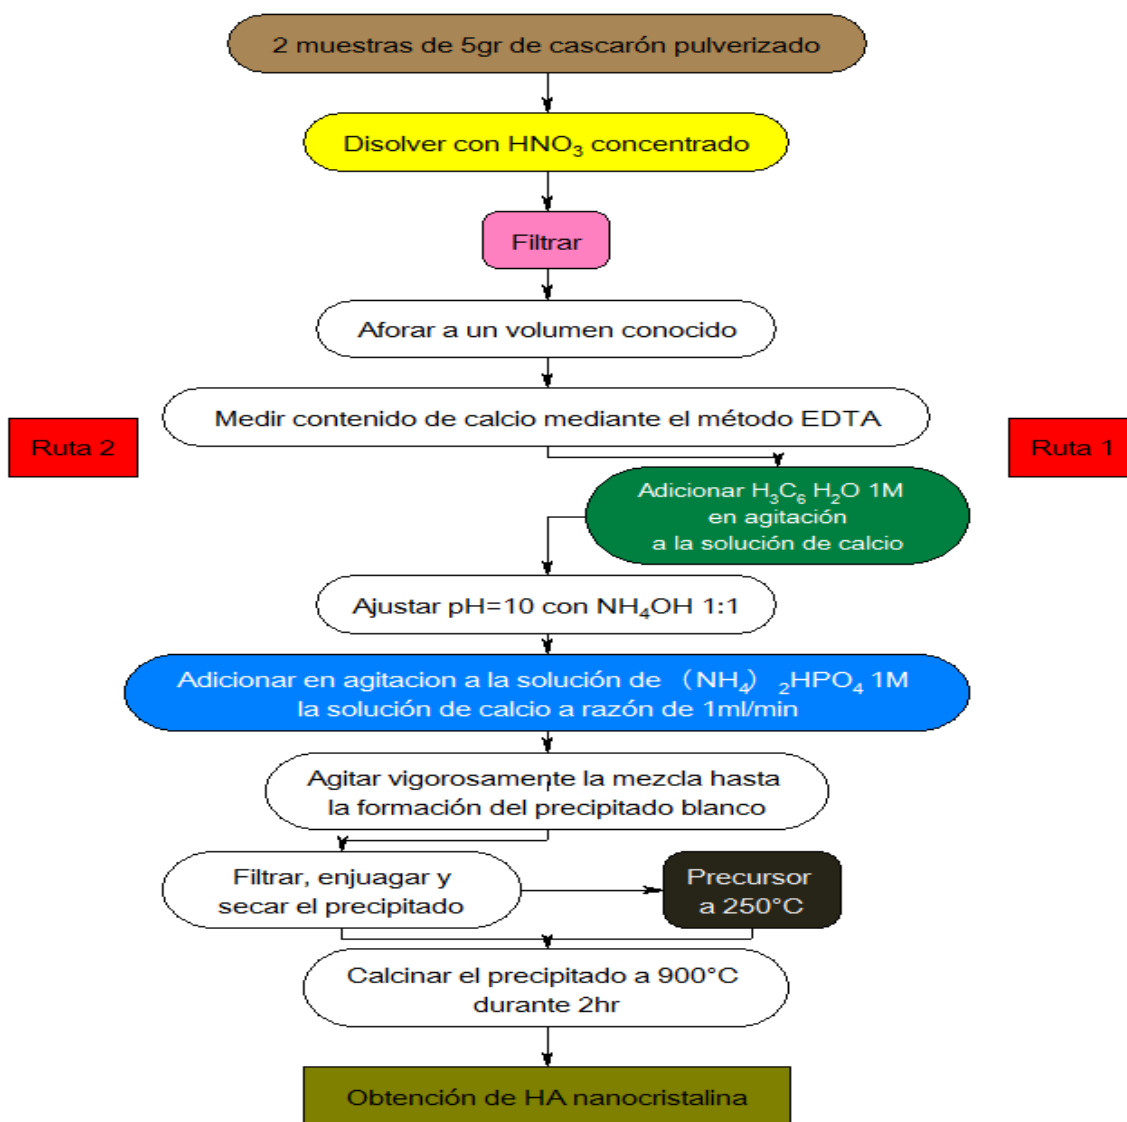 2 muestras de 5gr de cascarón pulverizado
Disolver con HNO₃ concentrado
Filtrar
Aforar a un volumen conocido
Medir contenido de calcio mediante el método EDTA
Ruta 2
Ruta 1
Adicionar H₃C₆ H₂O 1M
en agitación
a la solución de calcio
Ajustar pH=10 con NH₄OH 1:1
Adicionar en agitacion a la solución de （NH₄） ₂HPO₄ 1M
la solución de calcio a razón de 1ml/min
Agitar vigorosamente la mezcla hasta
la formación del precipitado blanco
Filtrar, enjuagar y
secar el precipitado
Precursor
a 250°C
Calcinar el precipitado a 900°C
durante 2hr
Obtención de HA nanocristalina